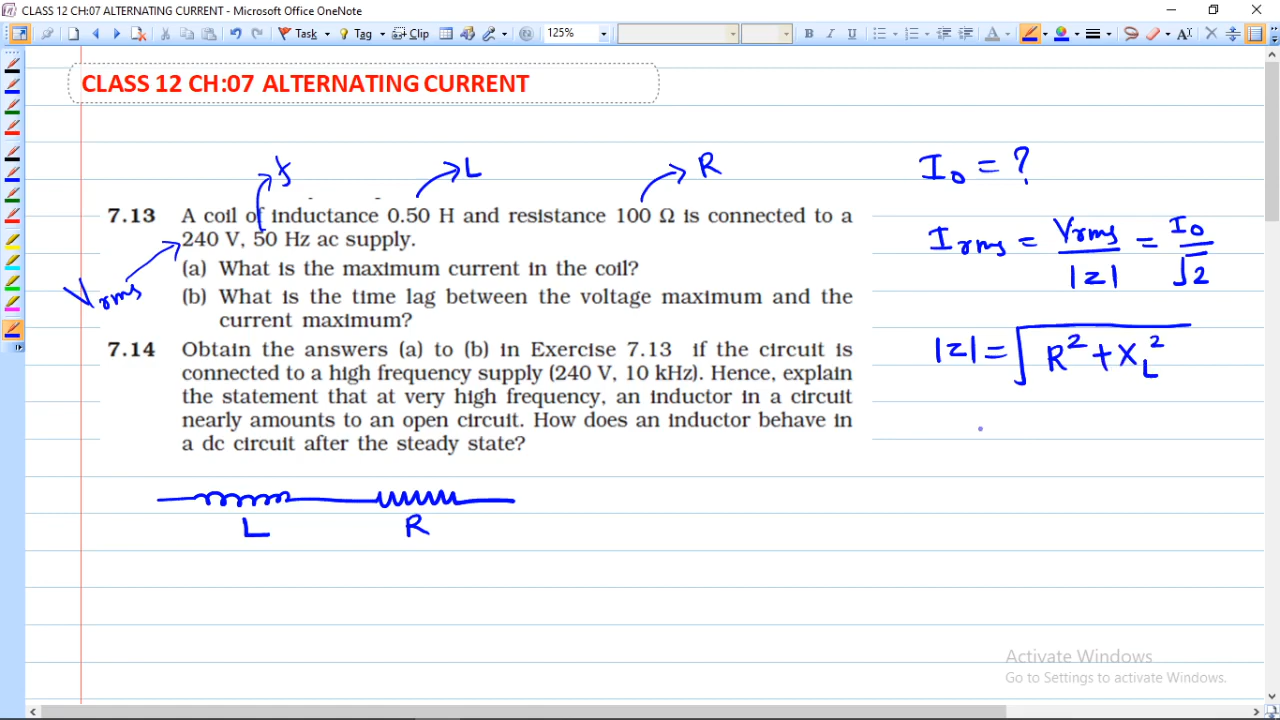 CLASS 12 CH:07 ALTERNATING CURRENT - Microsoft Office OneNote
Task Tag Clip 125% B I U
CLASS 12 CH:07 ALTERNATING CURRENT
f L R
I₀ = ?
7.13 A coil of inductance 0.50 H and resistance 100 Ω is connected to a
240 V, 50 Hz ac supply.
(a) What is the maximum current in the coil?
(b) What is the time lag between the voltage maximum and the
current maximum?
Vrms
Irms = Vrms / |Z| = I₀ / √2
7.14 Obtain the answers (a) to (b) in Exercise 7.13 if the circuit is
connected to a high frequency supply (240 V, 10 kHz). Hence, explain
the statement that at very high frequency, an inductor in a circuit
nearly amounts to an open circuit. How does an inductor behave in
a dc circuit after the steady state?
|Z| = √R² + X_L²
L R
Activate Windows
Go to Settings to activate Windows.